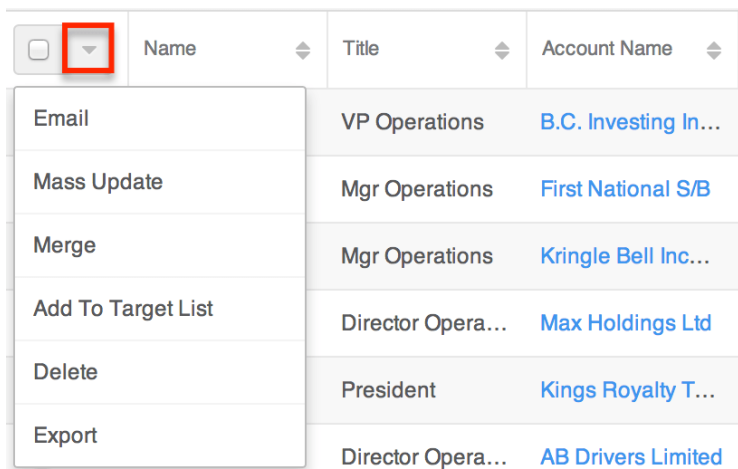 Name Title Account Name
Email
Mass Update
Merge
Add To Target List
Delete
Export
VP Operations B.C. Investing In...
Mgr Operations First National S/B
Mgr Operations Kringle Bell Inc...
Director Opera... Max Holdings Ltd
President Kings Royalty T...
Director Opera... AB Drivers Limited